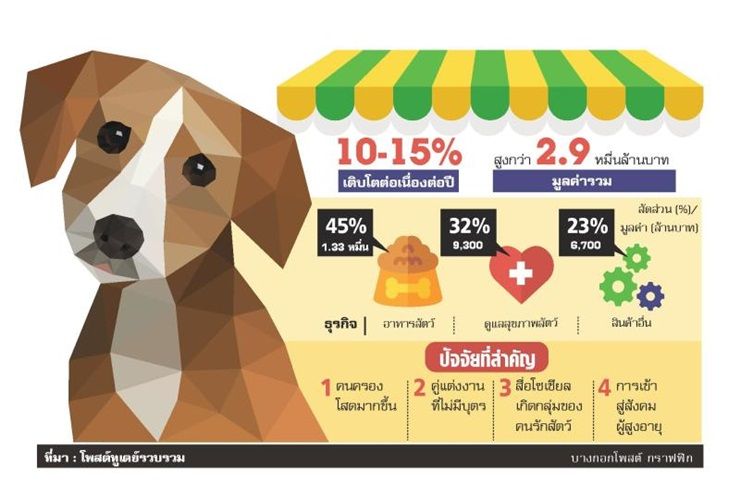 10-15%
เติบโตต่อเนื่องต่อปี
สูงกว่า 2.9 หมื่นล้านบาท
มูลค่ารวม
สัดส่วน (%)/
มูลค่า (ล้านบาท)
45%
1.33 หมื่น
32%
9,300
23%
6,700
ธุรกิจ
อาหารสัตว์
ดูแลสุขภาพสัตว์
สินค้าอื่น
ปัจจัยที่สำคัญ
1 คนครอง
โสดมากขึ้น
2 คู่แต่งงาน
ที่ไม่มีบุตร
3 สื่อโซเชียล
เกิดกลุ่มของ
คนรักสัตว์
4 การเข้า
สู่สังคม
ผู้สูงอายุ
ที่มา : โพสต์ทูเดย์รวบรวม
บางกอกโพสต์ กราฟฟิก